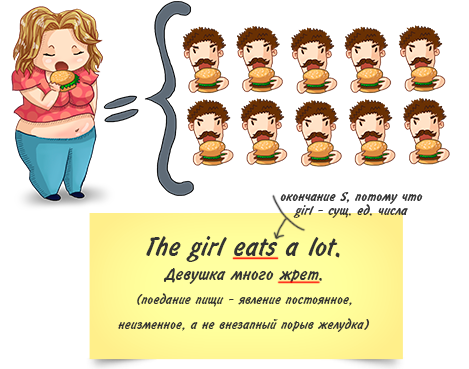 окончание S, потому что
girl - сущ. ед. числа
The girl eats a lot.
Девушка много жрет.
(поедание пищи - явление постоянное,
неизменное, а не внезапный порыв желудка)